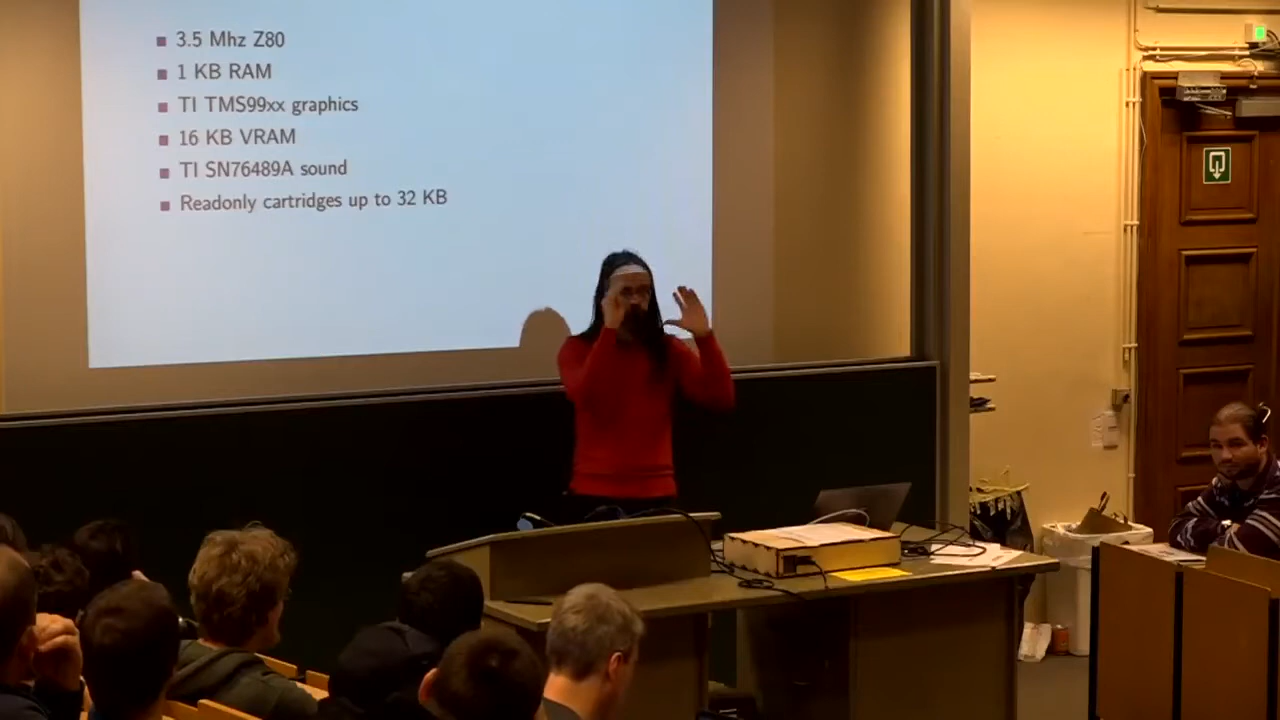 3.5 Mhz Z80
1 KB RAM
TI TMS99xx graphics
16 KB VRAM
TI SN76489A sound
Readonly cartridges up to 32 KB